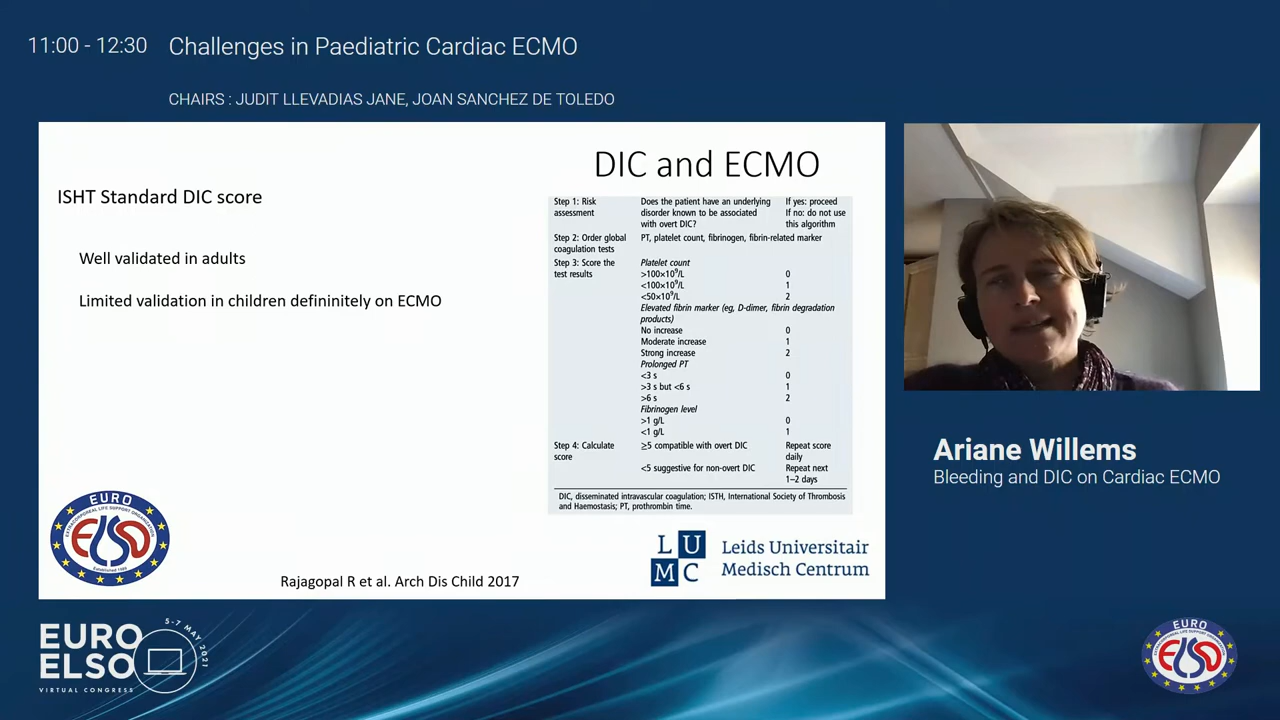 11:00 - 12:30 Challenges in Paediatric Cardiac ECMO
CHAIRS : JUDIT LLEVADIAS JANE, JOAN SANCHEZ DE TOLEDO
DIC and ECMO
ISHT Standard DIC score
Well validated in adults
Limited validation in children defininitely on ECMO
Step 1: Risk Does the patient have an underlying If yes: proceed
assessment disorder known to be associated If no: do not use
with overt DIC? this algorithm
Step 2: Order global PT, platelet count, fibrinogen, fibrin-related marker
coagulation tests
Step 3: Score the Platelet count
test results >100×10⁹/L 0
<100×10⁹/L 1
<50×10⁹/L 2
Elevated fibrin marker (eg, D-dimer, fibrin degradation
products)
No increase 0
Moderate increase 1
Strong increase 2
Prolonged PT
<3 s 0
>3 s but <6 s 1
>6 s 2
Fibrinogen level
>1 g/L 0
<1 g/L 1
Step 4: Calculate ≥5 compatible with overt DIC Repeat score
score daily
<5 suggestive for non-overt DIC Repeat next
1–2 days
DIC, disseminated intravascular coagulation; ISTH, International Society of Thrombosis
and Haemostasis; PT, prothrombin time.
Rajagopal R et al. Arch Dis Child 2017
EURO
ELSO
L U
M C
Leids Universitair
Medisch Centrum
Ariane Willems
Bleeding and DIC on Cardiac ECMO
EURO
ELSO
VIRTUAL CONGRESS
5-7 MAY 2021
EURO
ELSO